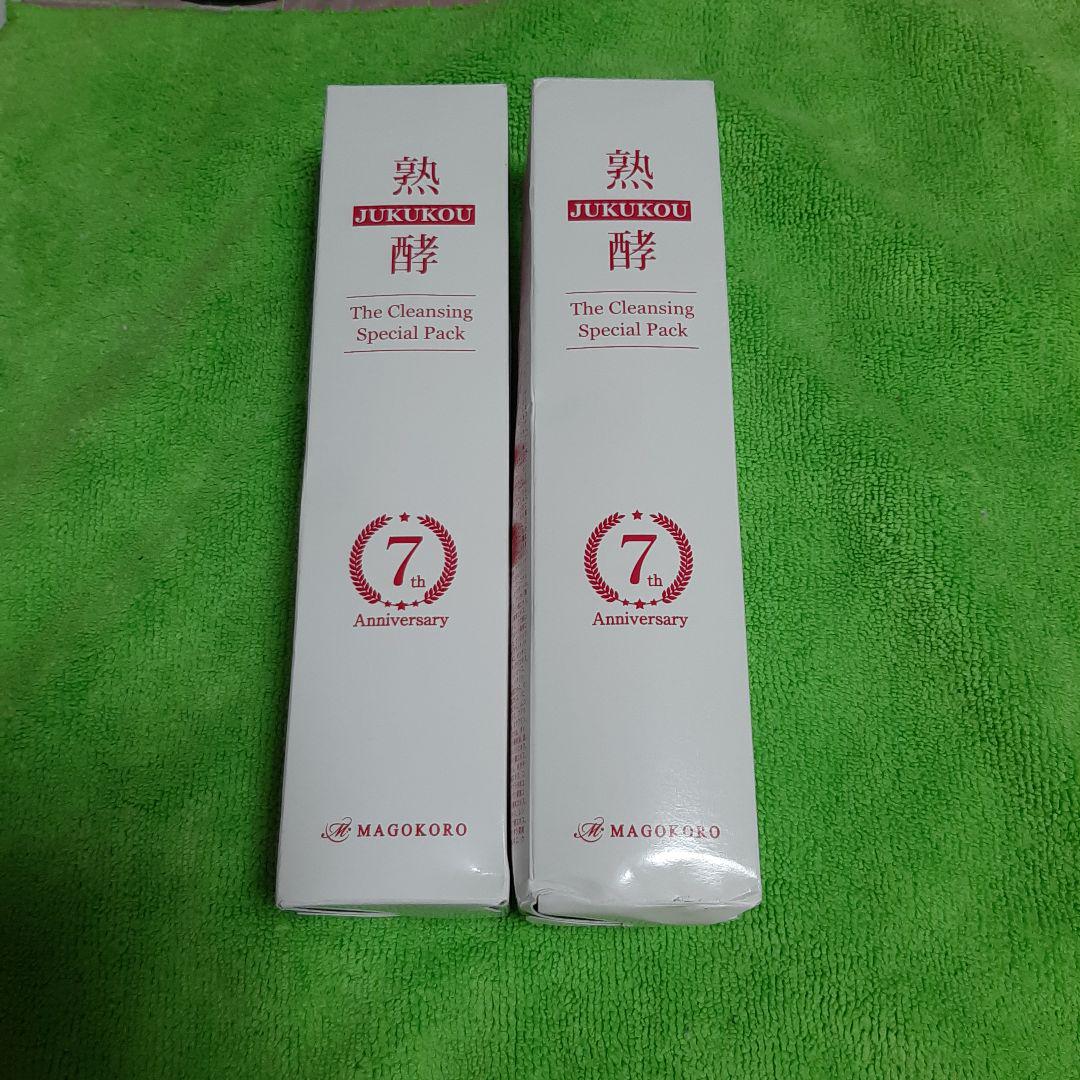 熟
JUKUKOU
酵
The Cleansing
Special Pack
7th
Anniversary
M MAGOKORO
熟
JUKUKOU
酵
The Cleansing
Special Pack
7th
Anniversary
M MAGOKORO